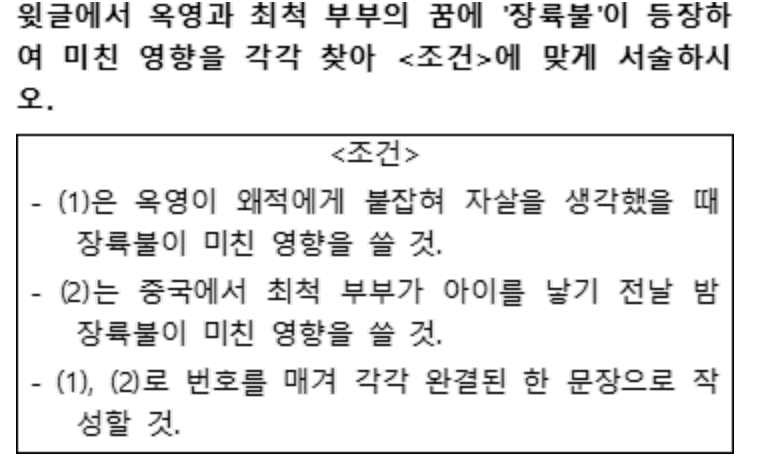 윗글에서 옥영과 최척 부부의 꿈에 '장륙불'이 등장하
여 미친 영향을 각각 찾아 <조건>에 맞게 서술하시
오.
<조건>
- (1)은 옥영이 왜적에게 붙잡혀 자살을 생각했을 때
장륙불이 미친 영향을 쓸 것.
- (2)는 중국에서 최척 부부가 아이를 낳기 전날 밤
장륙불이 미친 영향을 쓸 것.
- (1), (2)로 번호를 매겨 각각 완결된 한 문장으로 작
성할 것.